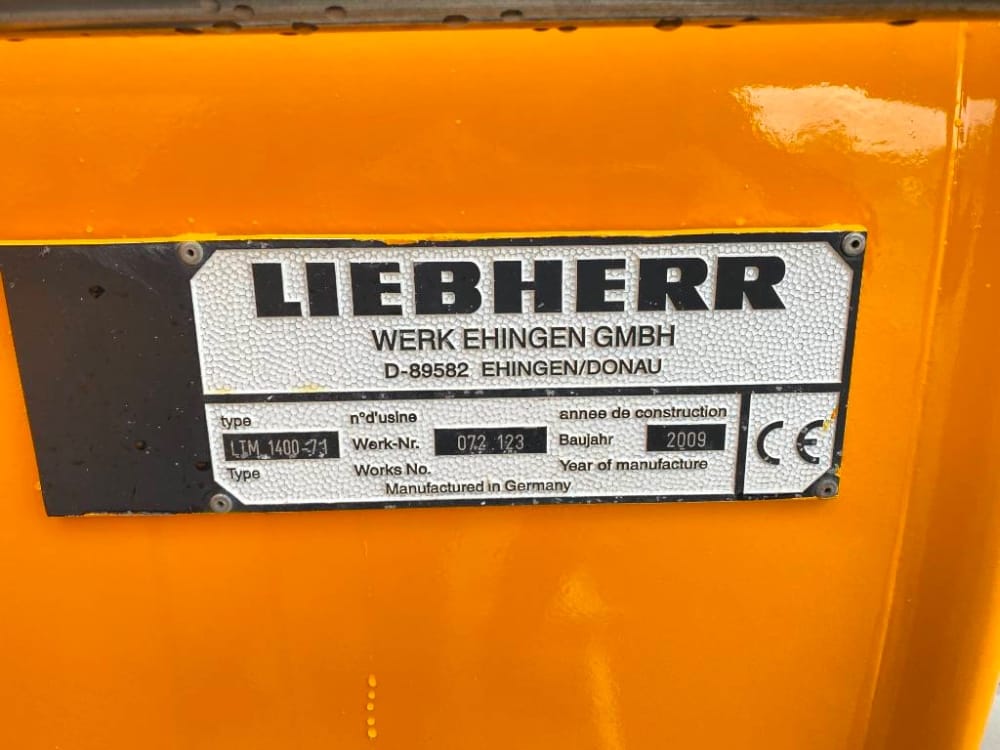 LIEBHERR
WERK EHINGEN GMBH
D-89582 EHINGEN/DONAU
type n°d'usine annee de construction
LTM 1400-7.1 Werk-Nr. 072 123 Baujahr 2009
Type Works No. Year of manufacture
Manufactured in Germany
CE